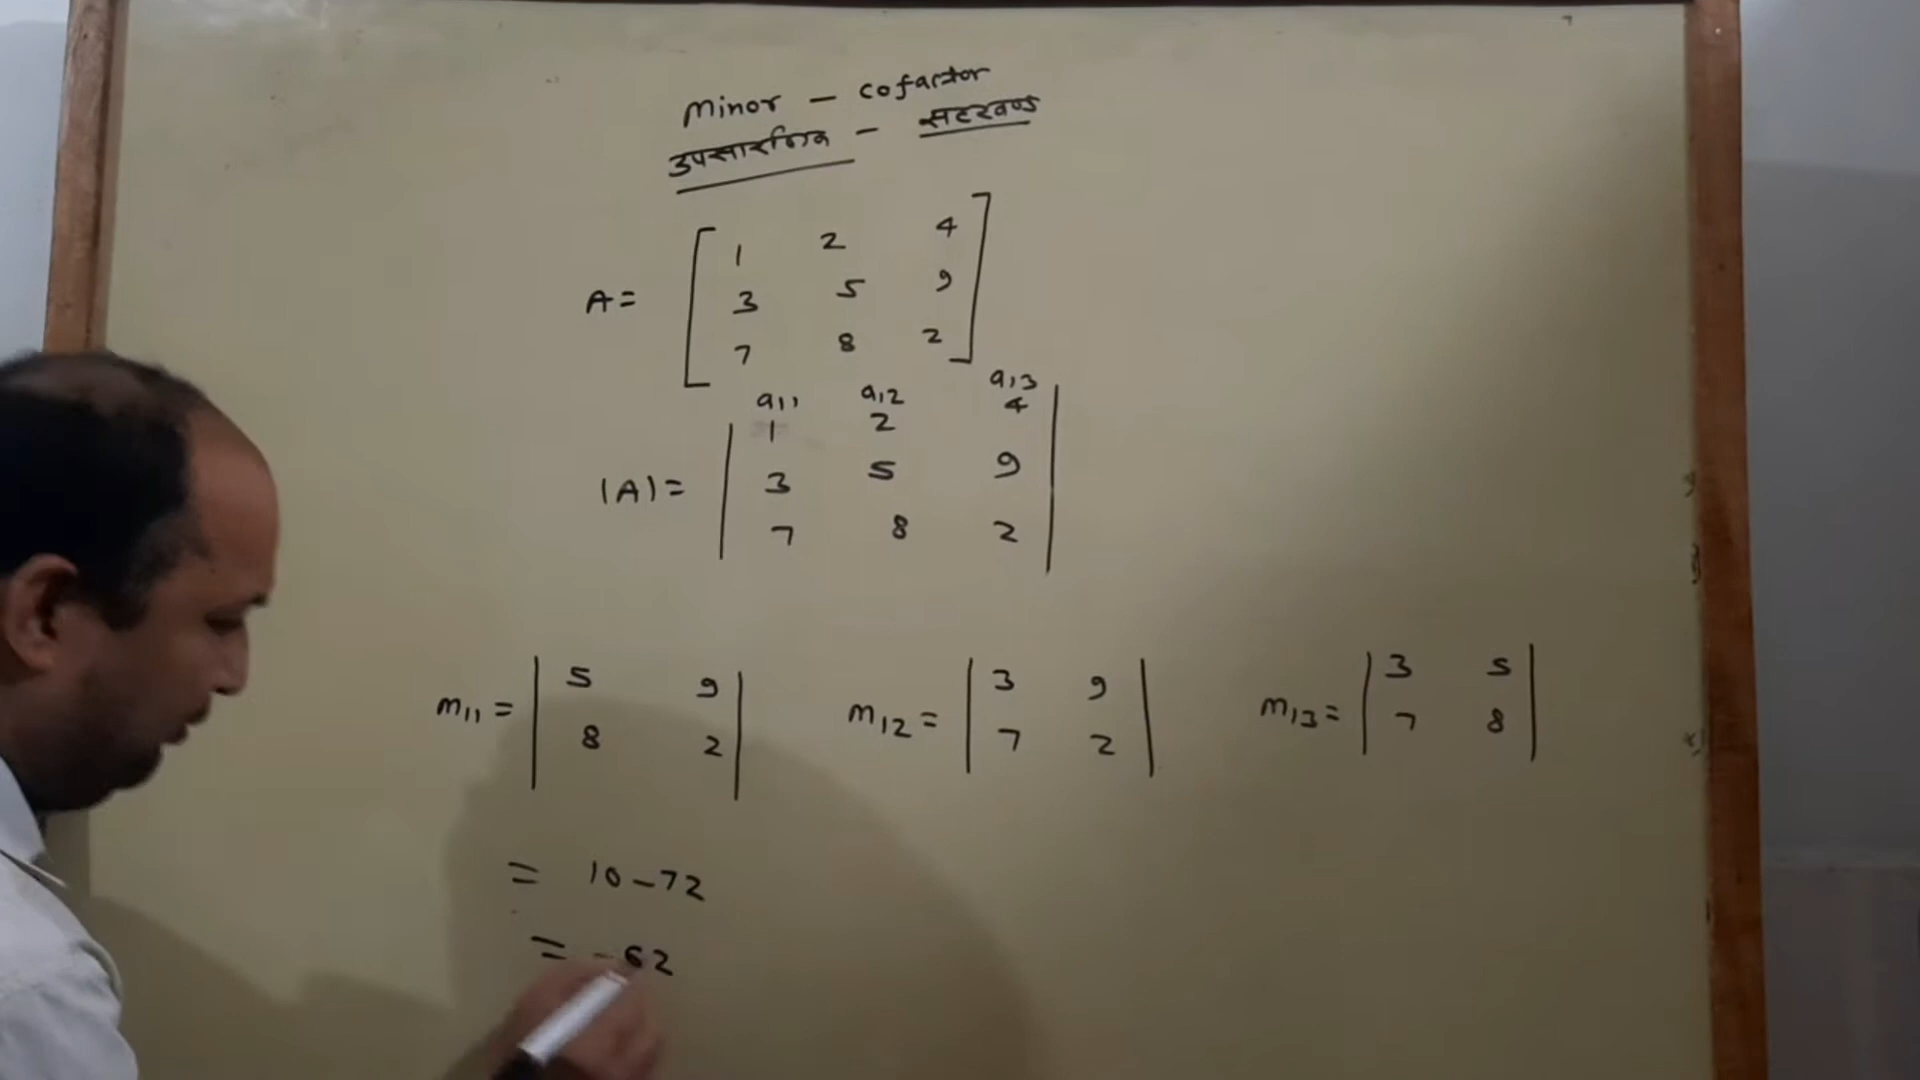 Minor - cofactor
उपसारणिक - सहखण्ड
A = [ 1 2 4
3 5 9
7 8 2 ]
a11 a12 a13
|A| = | 1 2 4
3 5 9
7 8 2 |
m11 = | 5 9 m12 = | 3 9 m13 = | 3 5
8 2 | 7 2 | 7 8 |
= 10-72
= -62